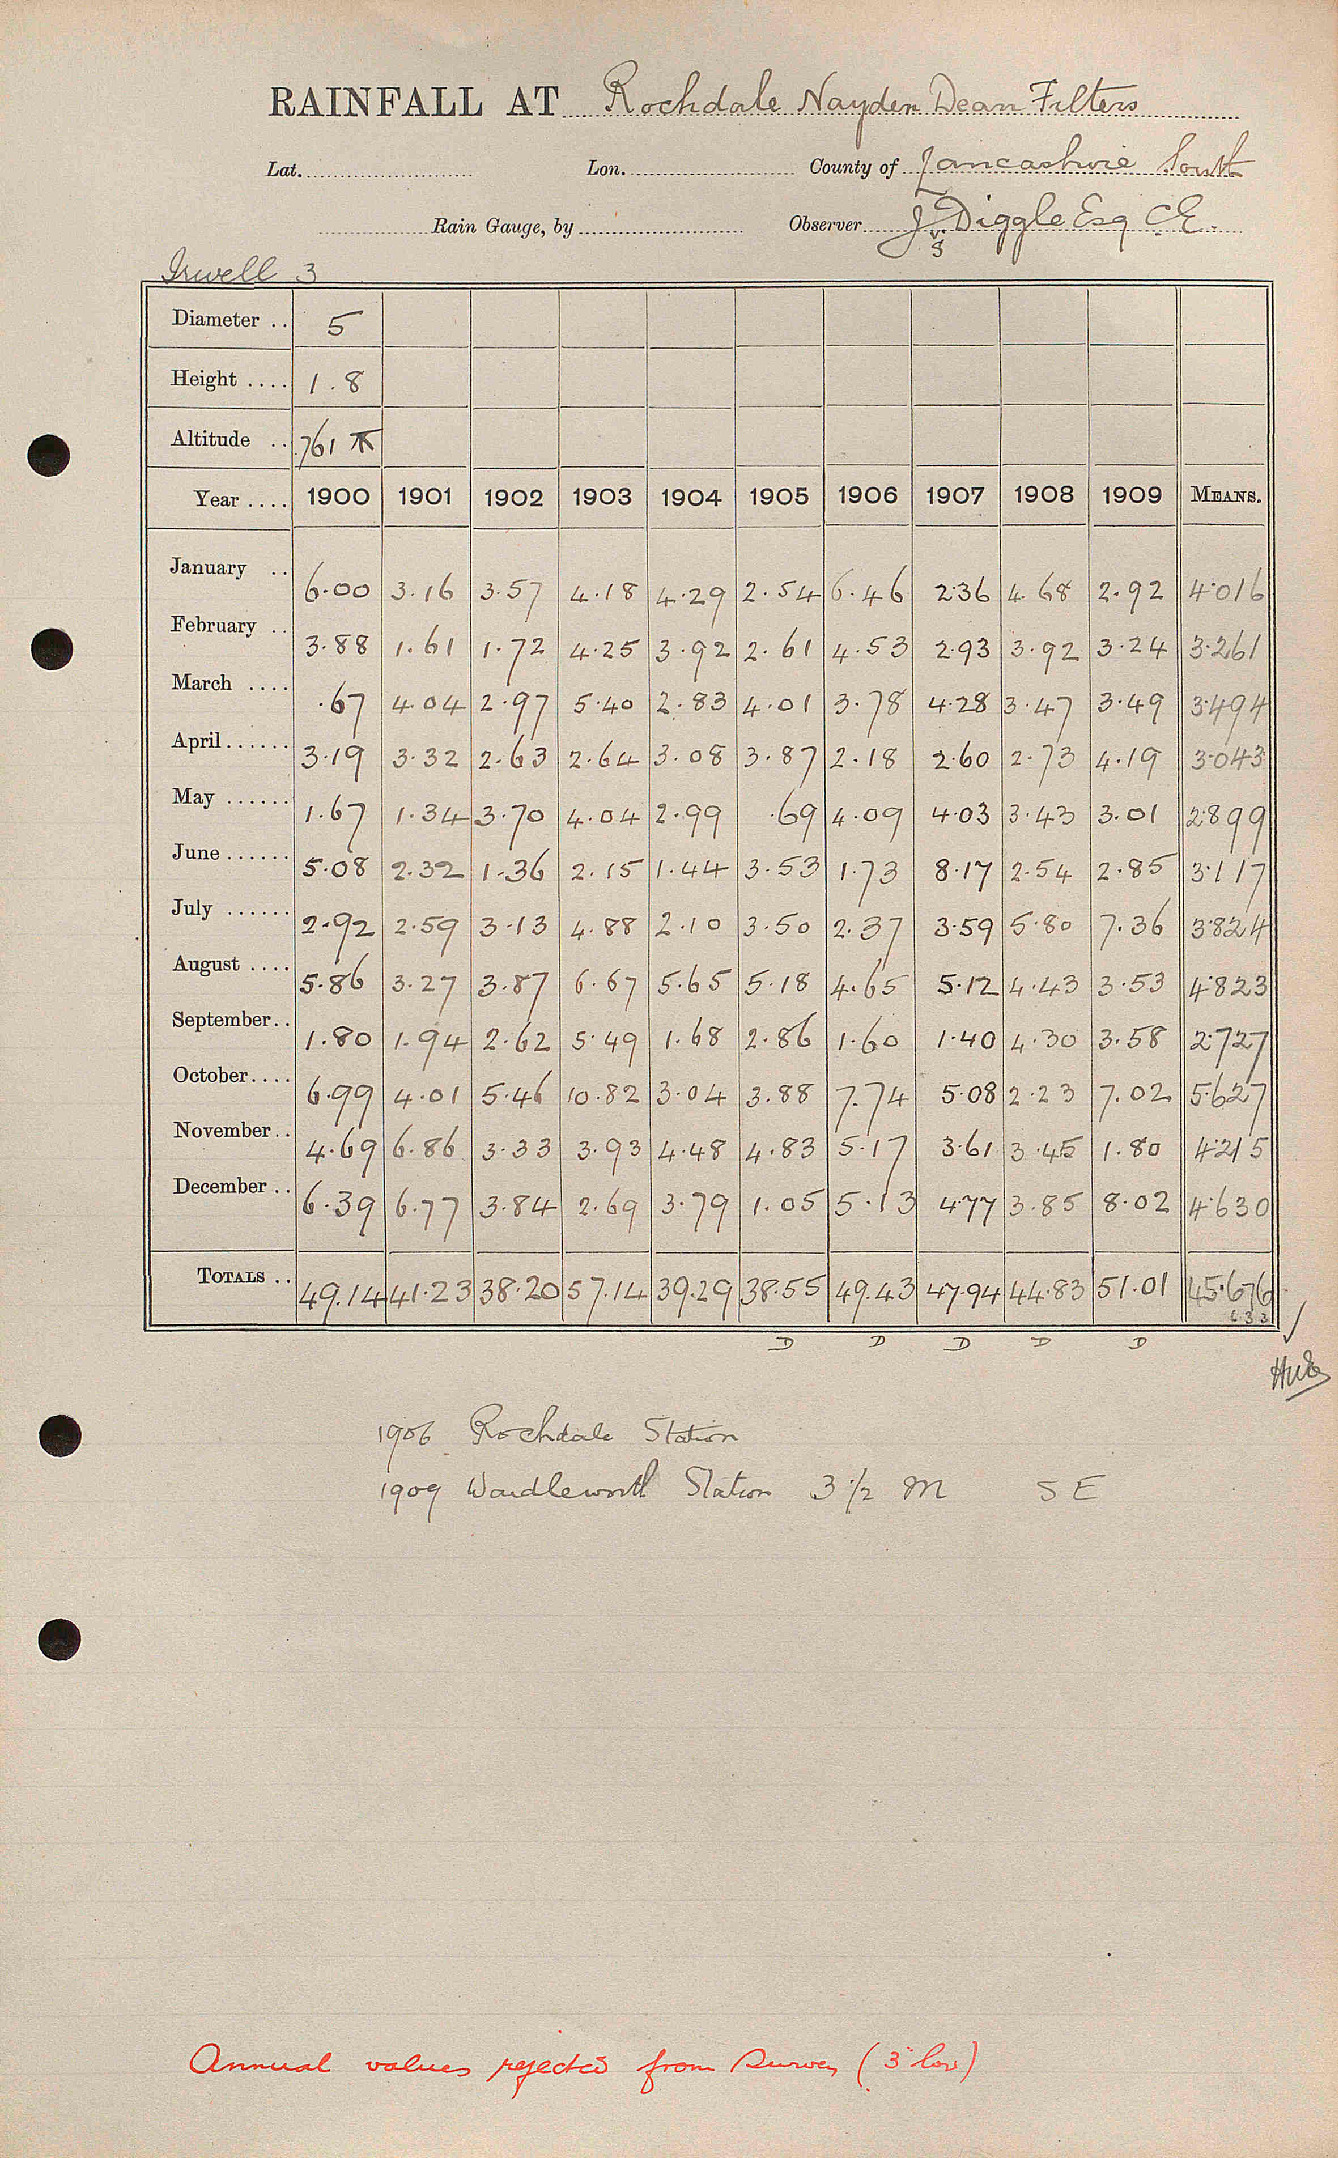 RAINFALL AT Rochdale Nayden Dean Filters
Lat. Lon. County of Lancashire South
Rain Gauge, by Observer J Diggle Esq C.E.
Irwell 3
Diameter .. 5
Height .... 1.8
Altitude .. 761
Year .... 1900 1901 1902 1903 1904 1905 1906 1907 1908 1909 MEANS.
January .. 6.00 3.16 3.57 4.18 4.29 2.54 6.46 2.36 4.68 2.92 4.016
February .. 3.88 1.61 1.72 4.25 3.92 2.61 4.53 2.93 3.92 3.24 3.261
March .... .67 4.04 2.97 5.40 2.83 4.01 3.78 4.28 3.47 3.49 3.494
April...... 3.19 3.32 2.63 2.64 3.08 3.87 2.18 2.60 2.73 4.19 3.043
May ...... 1.67 1.34 3.70 4.04 2.99 .69 4.09 4.03 3.43 3.01 2.899
June...... 5.08 2.32 1.36 2.15 1.44 3.53 1.73 8.17 2.54 2.85 3.117
July ...... 2.92 2.59 3.13 4.88 2.10 3.50 2.37 3.59 5.80 7.36 3.824
August .... 5.86 3.27 3.87 6.67 5.65 5.18 4.65 5.12 4.43 3.53 4.823
September.. 1.80 1.94 2.62 5.49 1.68 2.86 1.60 1.40 4.30 3.58 2.727
October.... 6.99 4.01 5.46 10.82 3.04 3.88 7.74 5.08 2.23 7.02 5.627
November.. 4.69 6.86 3.33 3.93 4.48 4.83 5.17 3.61 3.45 1.80 4.215
December.. 6.39 6.77 3.84 2.69 3.79 1.05 5.13 4.77 3.85 8.02 4.630
TOTALS .. 49.14 41.23 38.20 57.14 39.29 38.55 49.43 47.94 44.83 51.01 45.676
D D D D D
1906 Rochdale Station
1909 Wardleworth Station 3 1/2 M SE
Annual values rejected from Survey (3" low)